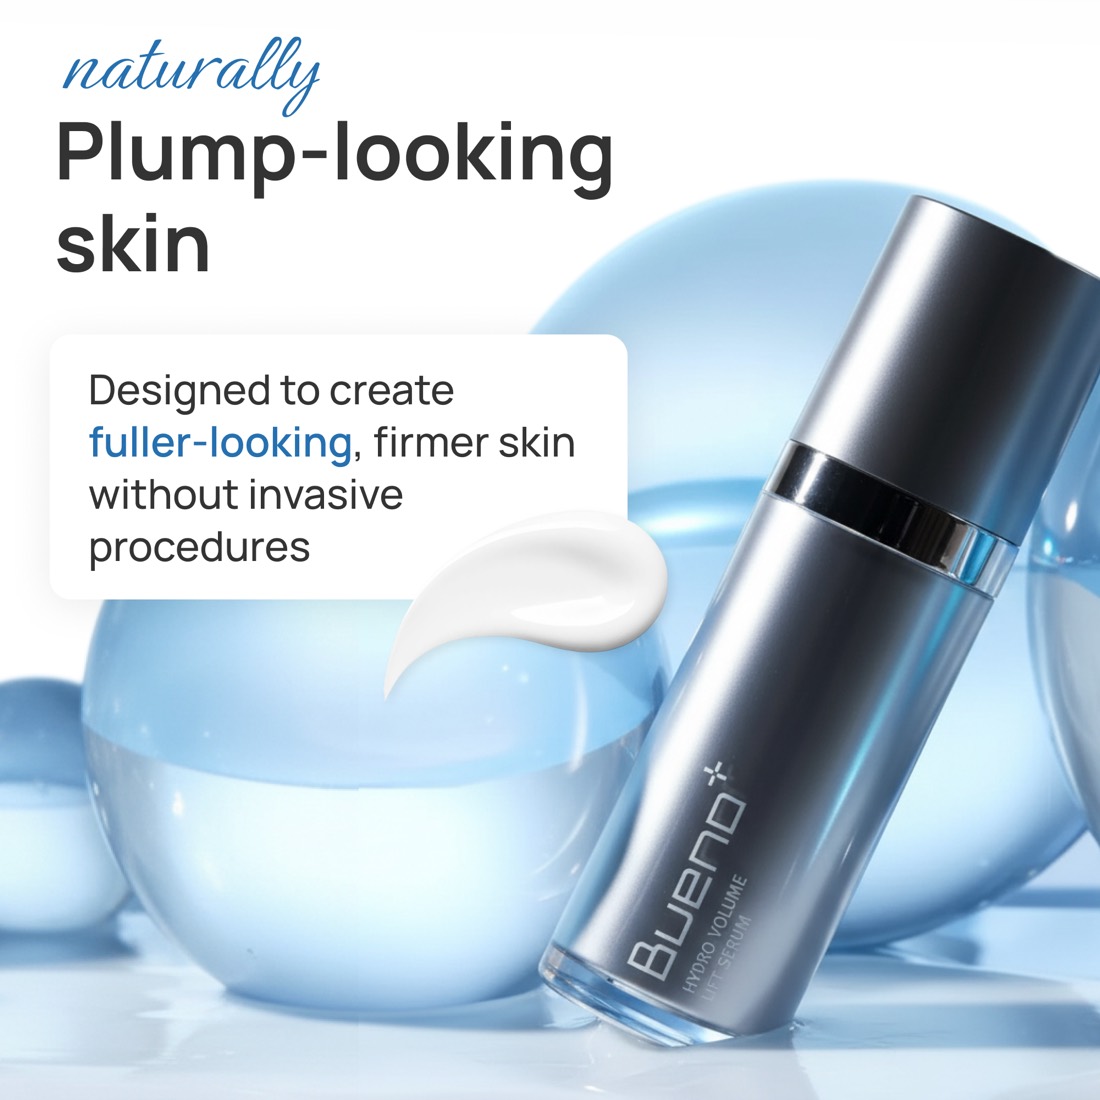 naturally
Plump-looking
skin
Designed to create
fuller-looking, firmer skin
without invasive
procedures
Bueno+
HYDRO VOLUME
LIFT SERUM